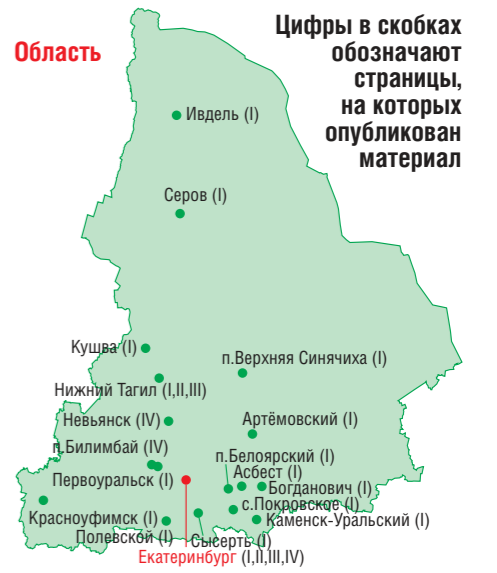 Область
Цифры в скобках
обозначают
страницы,
на которых
опубликован
материал
Ивдель (I)
Серов (I)
Кушва (I)
п.Верхняя Синячиха (I)
Нижний Тагил (I,II,III)
Невьянск (IV)
Артёмовский (I)
п.Билимбай (IV)
п.Белоярский (I)
Асбест (I)
Первоуральск (I)
Богданович (I)
с.Покровское (I)
Красноуфимск (I)
Каменск-Уральский (I)
Полевской (I)
Сысерть (I)
Екатеринбург (I,II,III,IV)